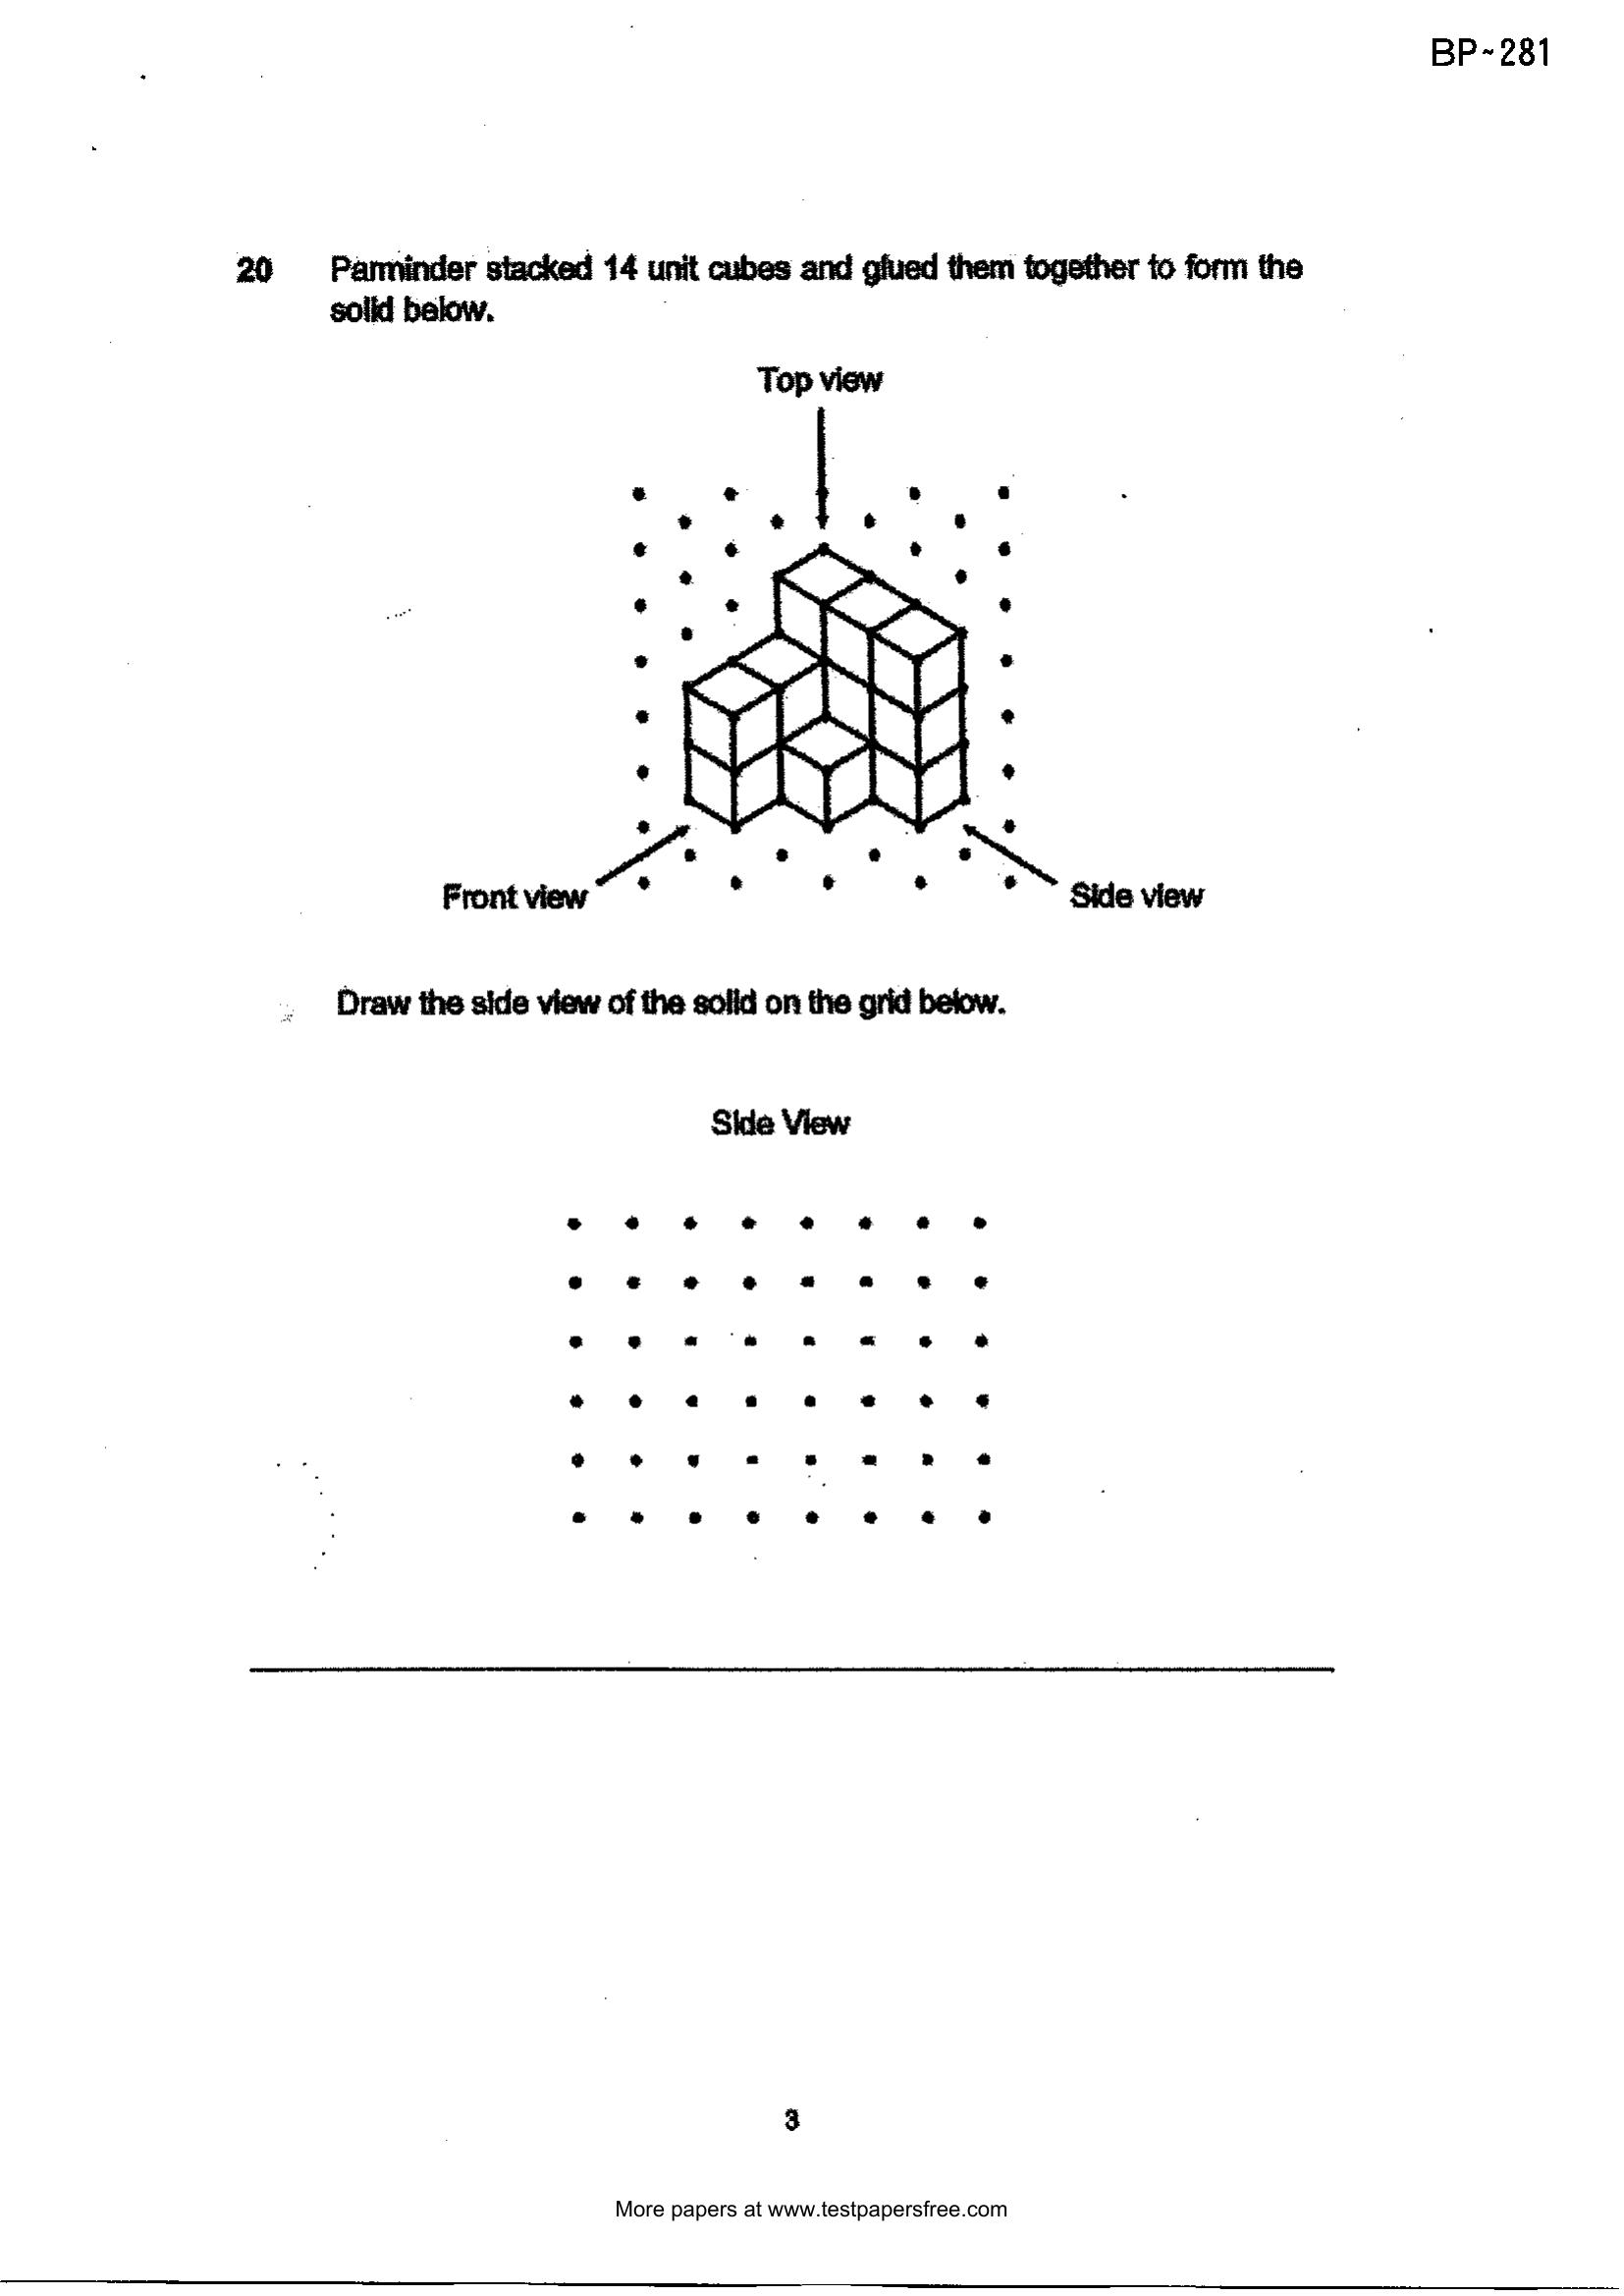 BP~281
20 Parminder stacked 14 unit cubes and glued them together to form the
solid below.
Top view
Front view
Side view
Draw the side view of the solid on the grid below.
Side View
3
More papers at www.testpapersfree.com